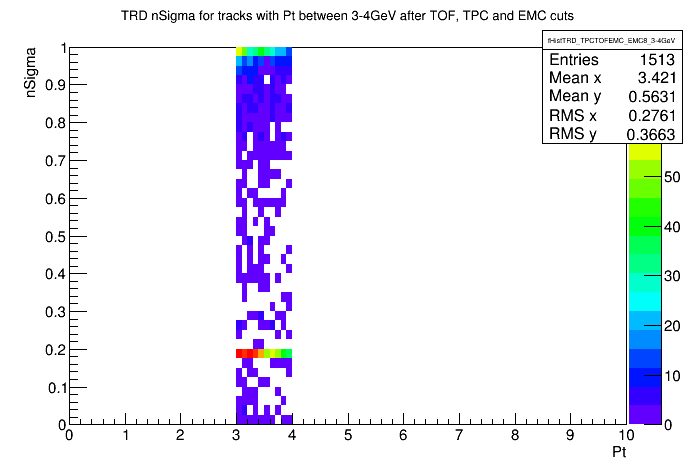 TRD nSigma for tracks with Pt between 3-4GeV after TOF, TPC and EMC cuts
fHistTRD_TPCTOFEMC_EMC8_3-4GeV
Entries 1513
Mean x 3.421
Mean y 0.5631
RMS x 0.2761
RMS y 0.3663
nSigma
1
0.9
0.8
0.7
0.6
0.5
0.4
0.3
0.2
0.1
0
50
40
30
20
10
0
0 1 2 3 4 5 6 7 8 9 10
Pt